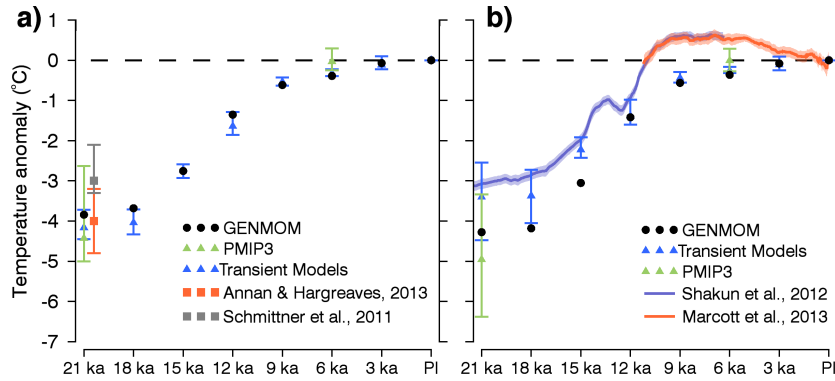 a)
b)
Temperature anomaly (°C)
1
0
-1
-2
-3
-4
-5
-6
-7
GENMOM
PMIP3
Transient Models
Annan & Hargreaves, 2013
Schmittner et al., 2011
21 ka 18 ka 15 ka 12 ka 9 ka 6 ka 3 ka PI
GENMOM
Transient Models
PMIP3
Shakun et al., 2012
Marcott et al., 2013
21 ka 18 ka 15 ka 12 ka 9 ka 6 ka 3 ka PI